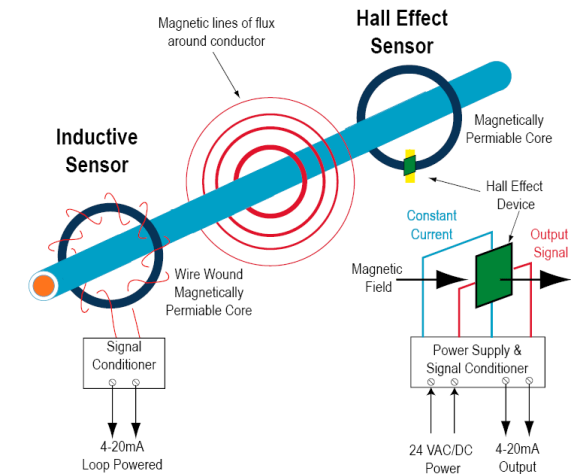 Magnetic lines of flux
around conductor
Hall Effect
Sensor
Inductive
Sensor
Magnetically
Permiable Core
Hall Effect
Device
Constant
Current
Output
Signal
Wire Wound
Magnetically
Permiable Core
Magnetic
Field
Signal
Conditioner
Power Supply &
Signal Conditioner
4-20mA
Loop Powered
24 VAC/DC
Power
4-20mA
Output